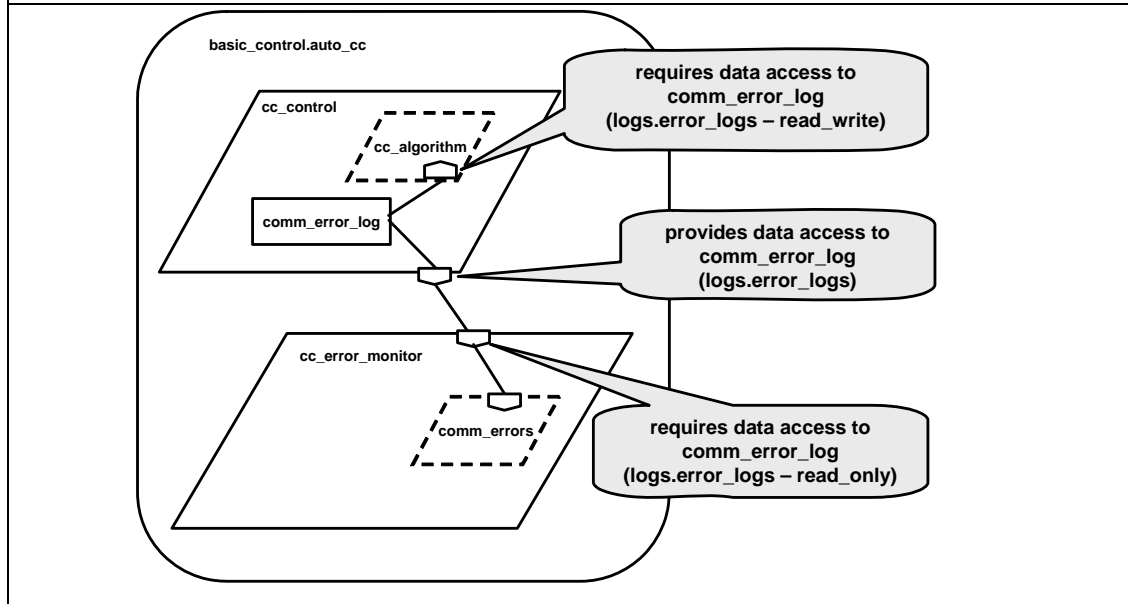 basic_control.auto_cc
requires data access to
comm_error_log
(logs.error_logs – read_write)
cc_control
cc_algorithm
comm_error_log
provides data access to
comm_error_log
(logs.error_logs)
cc_error_monitor
comm_errors
requires data access to
comm_error_log
(logs.error_logs – read_only)